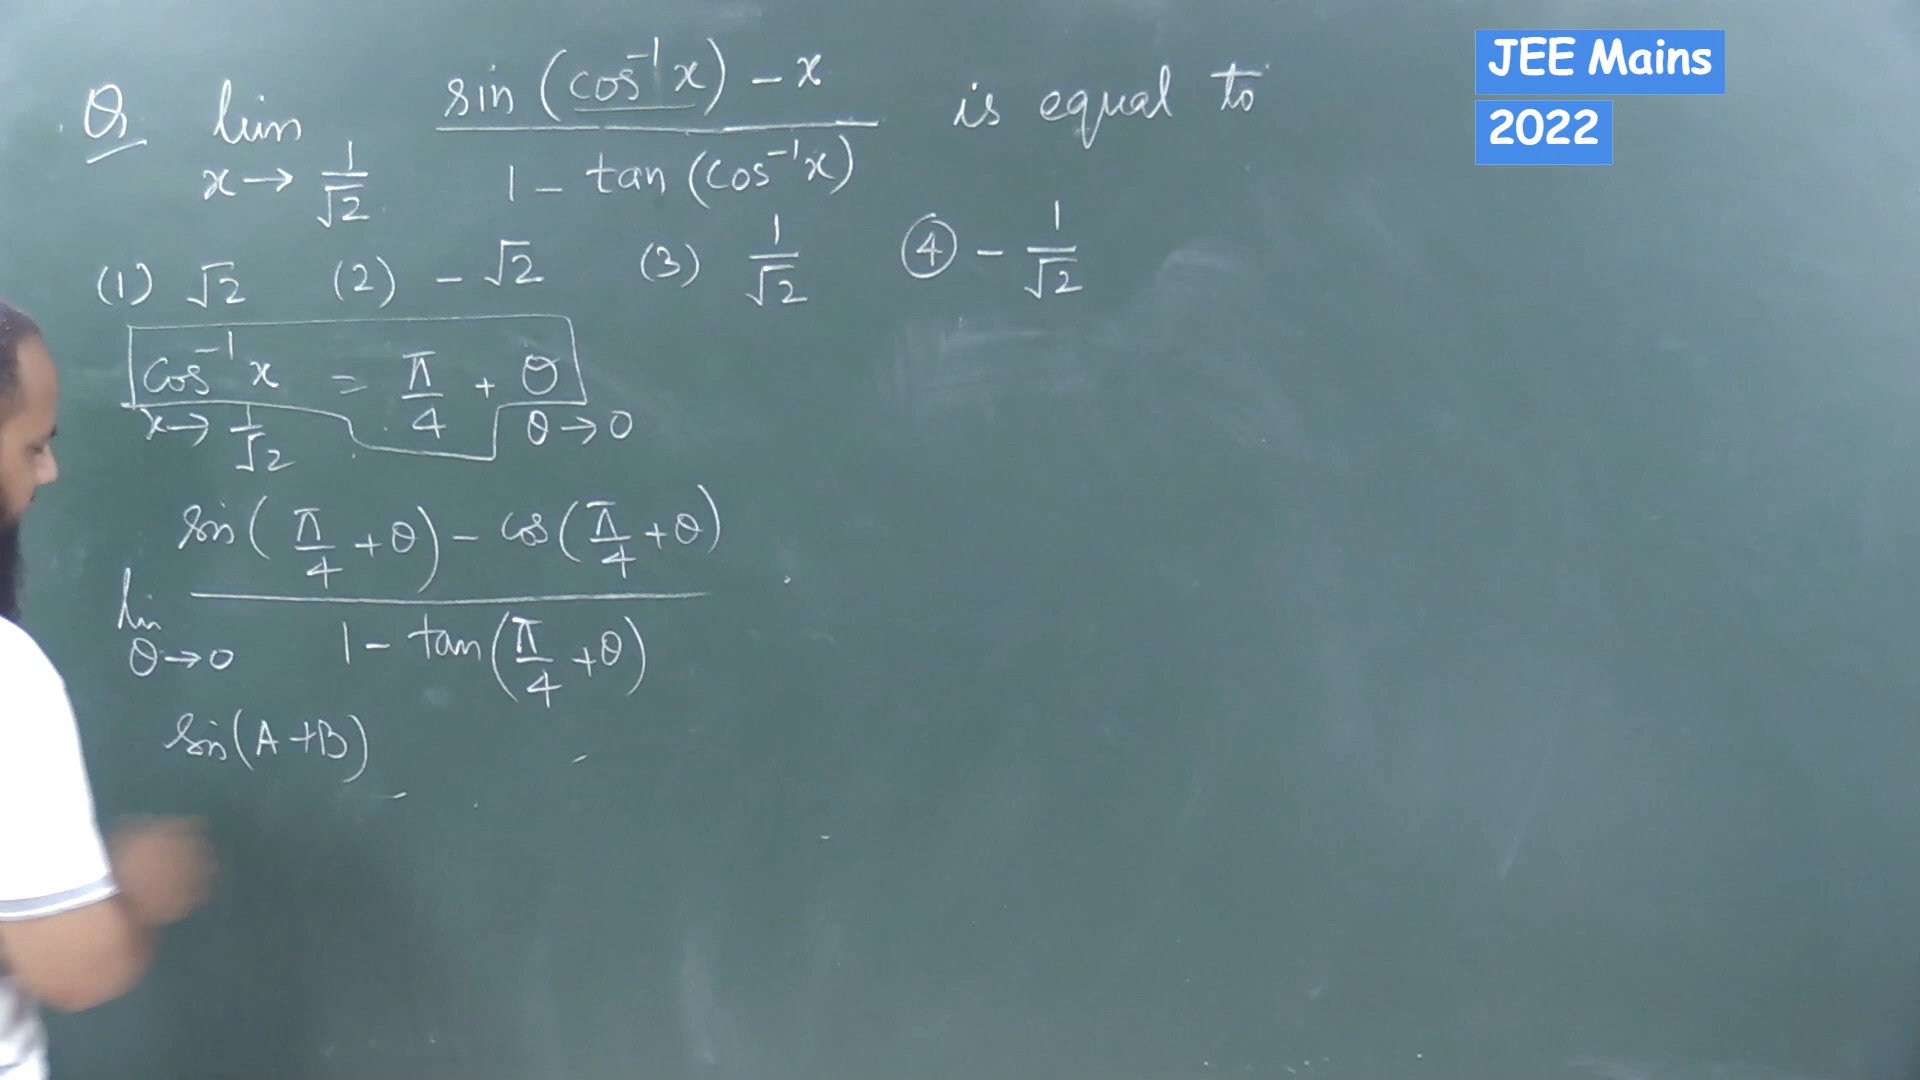 Q lim x→1/√2 (sin (cos⁻¹x) – x)/(1 – tan (cos⁻¹x)) is equal to
JEE Mains
2022
(1) √2 (2) – √2 (3) 1/√2 ④ – 1/√2
cos⁻¹x = π/4 + θ
x→1/√2 θ→0
lim θ→0 (sin(π/4 + θ) – cos(π/4 + θ))/(1 – tan(π/4 + θ))
sin(A+B)